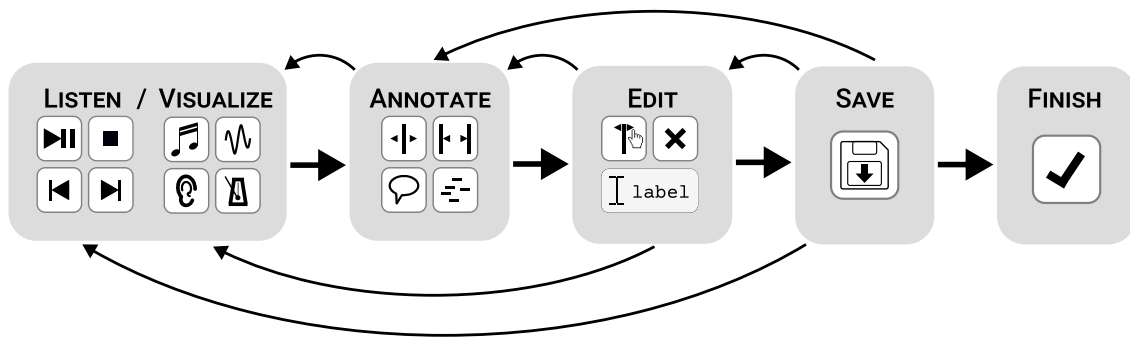 LISTEN / VISUALIZE
ANNOTATE
EDIT
SAVE
FINISH
label